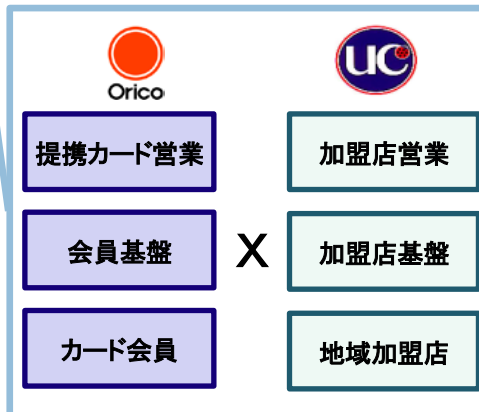 Orico
UC
提携カード営業
加盟店営業
会員基盤
X
加盟店基盤
カード会員
地域加盟店